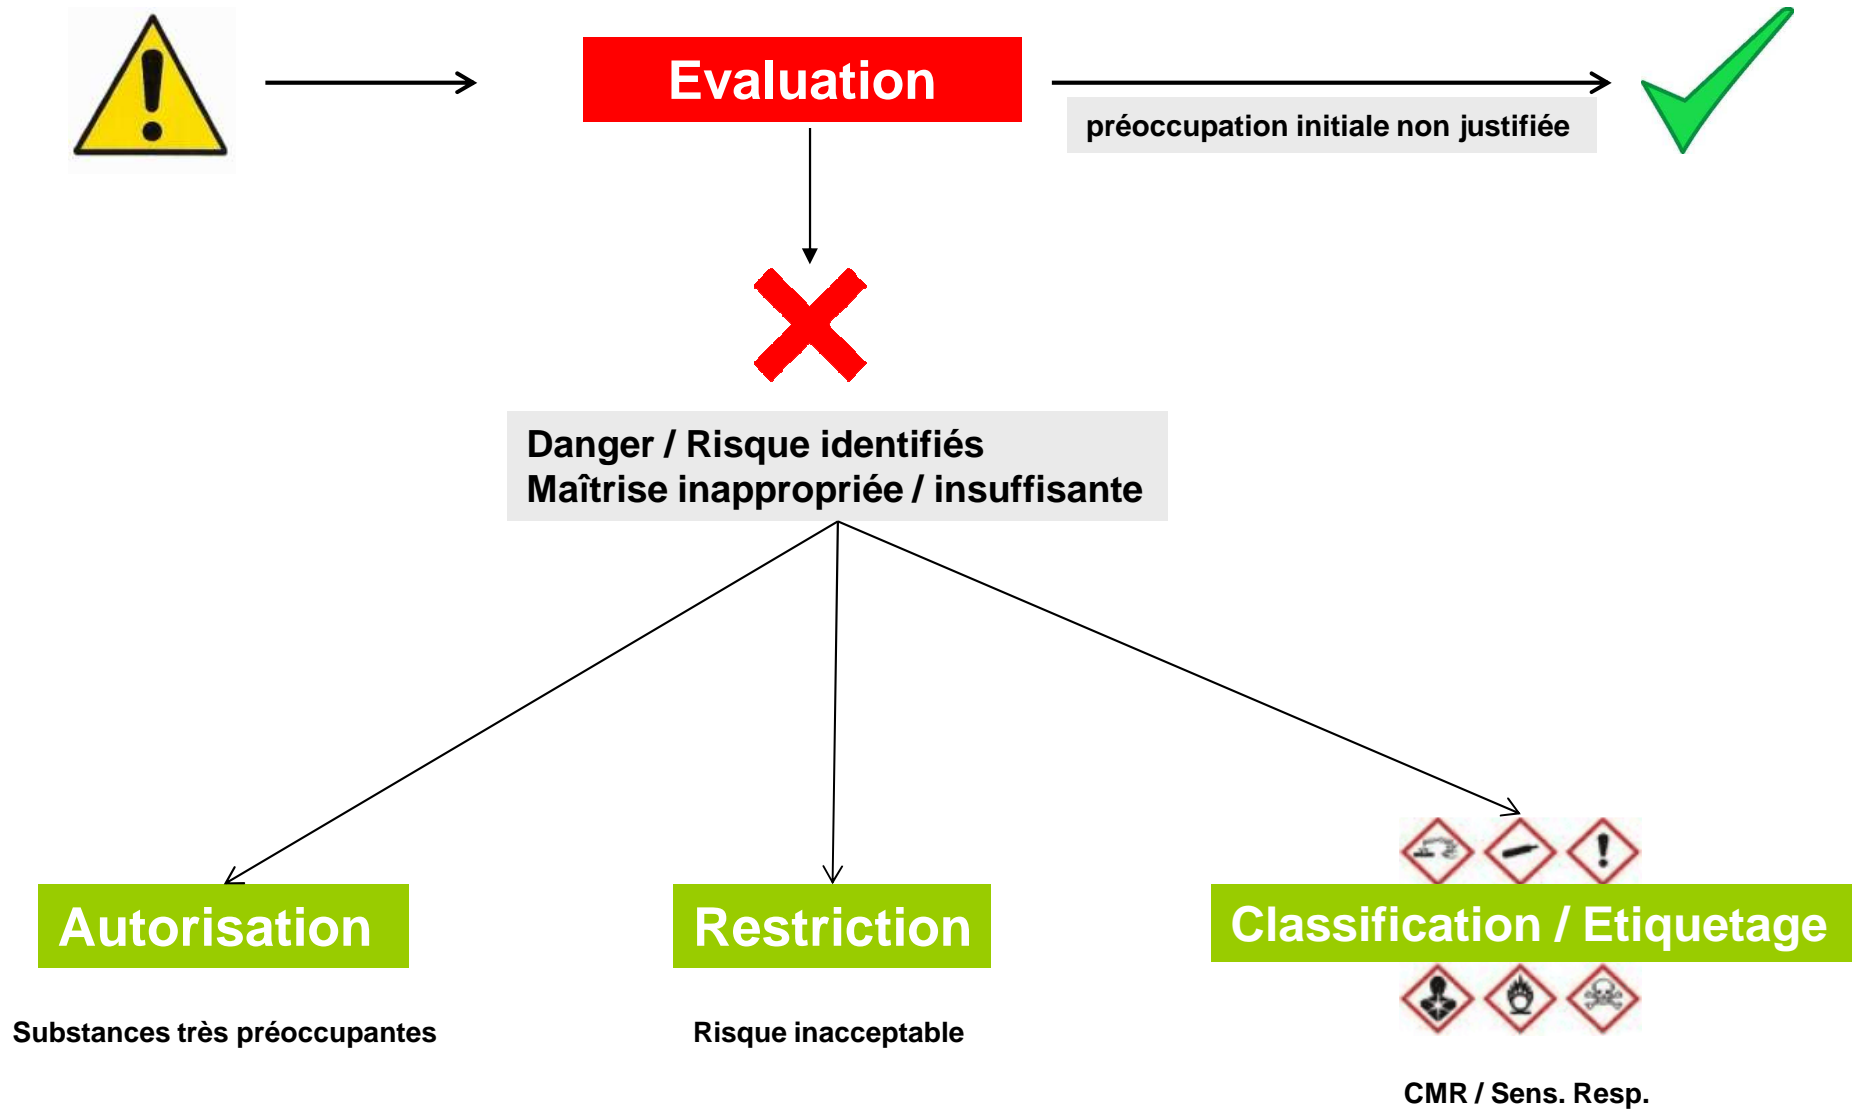 Evaluation
préoccupation initiale non justifiée
Danger / Risque identifiés
Maîtrise inappropriée / insuffisante
Autorisation
Restriction
Classification / Etiquetage
Substances très préoccupantes
Risque inacceptable
CMR / Sens. Resp.